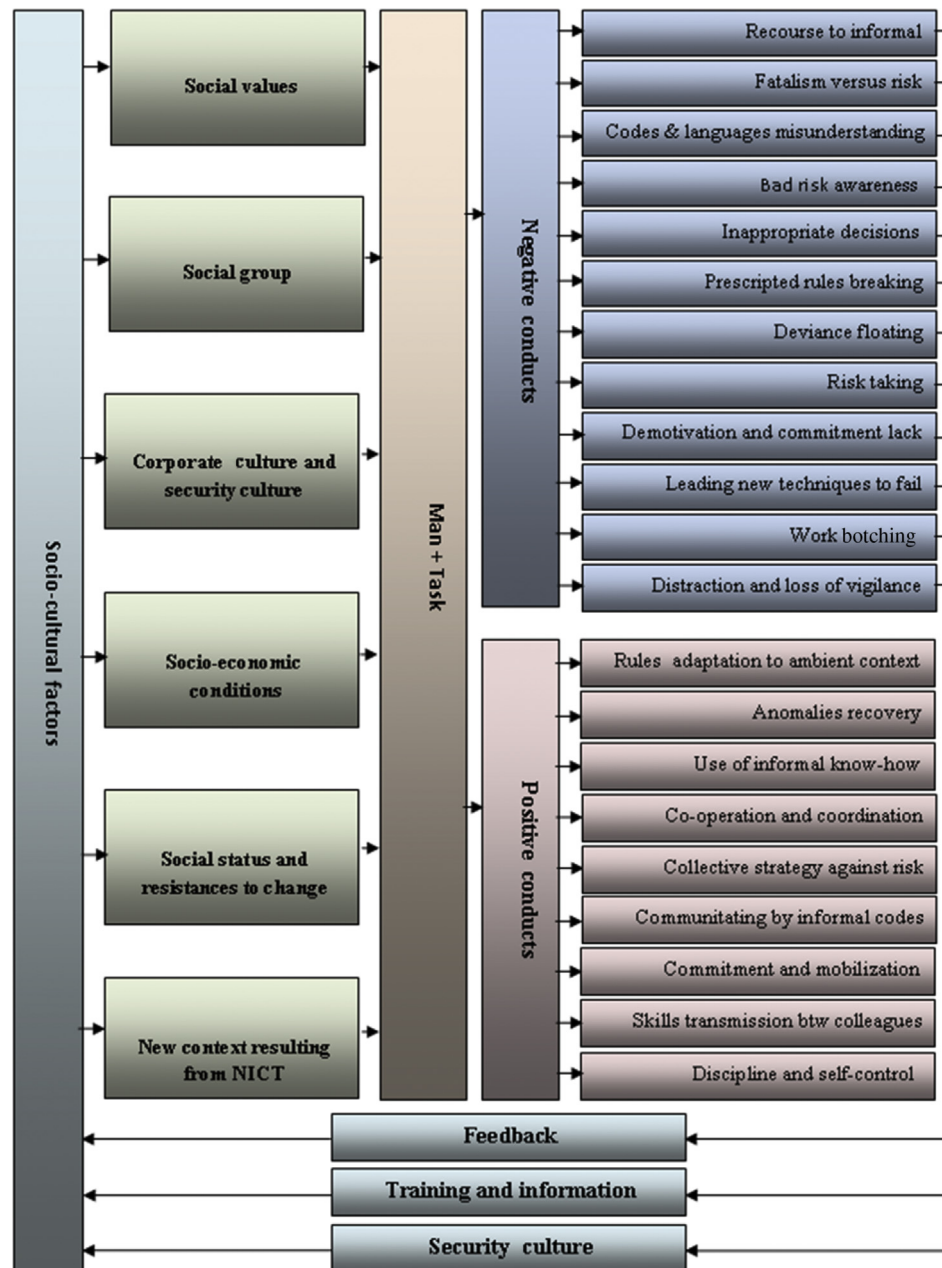 Socio-cultural factors
Social values
Social group
Corporate culture and
security culture
Socio-economic
conditions
Social status and
resistances to change
New context resulting
from NICT
Man + Task
Negative conducts
Recourse to informal
Fatalism versus risk
Codes & languages misunderstanding
Bad risk awareness
Inappropriate decisions
Prescripted rules breaking
Deviance floating
Risk taking
Demotivation and commitment lack
Leading new techniques to fail
Work botching
Distraction and loss of vigilance
Positive conducts
Rules adaptation to ambient context
Anomalies recovery
Use of informal know-how
Co-operation and coordination
Collective strategy against risk
Communitating by informal codes
Commitment and mobilization
Skills transmission btw colleagues
Discipline and self-control
Feedback
Training and information
Security culture